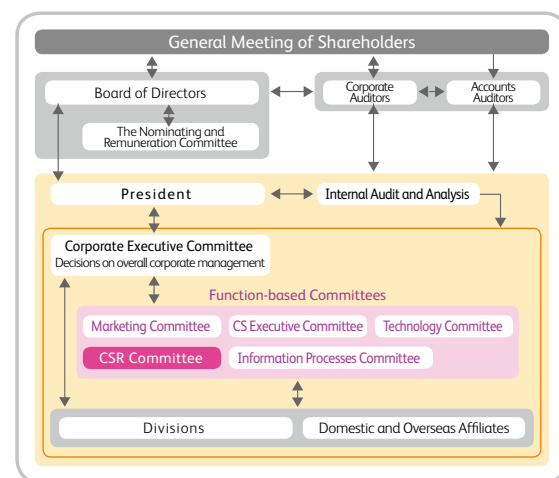 General Meeting of Shareholders
Board of Directors
Corporate
Auditors
Accounts
Auditors
The Nominating and
Remuneration Committee
President
Internal Audit and Analysis
Corporate Executive Committee
Decisions on overall corporate management
Function-based Committees
Marketing Committee
CS Executive Committee
Technology Committee
CSR Committee
Information Processes Committee
Divisions
Domestic and Overseas Affiliates